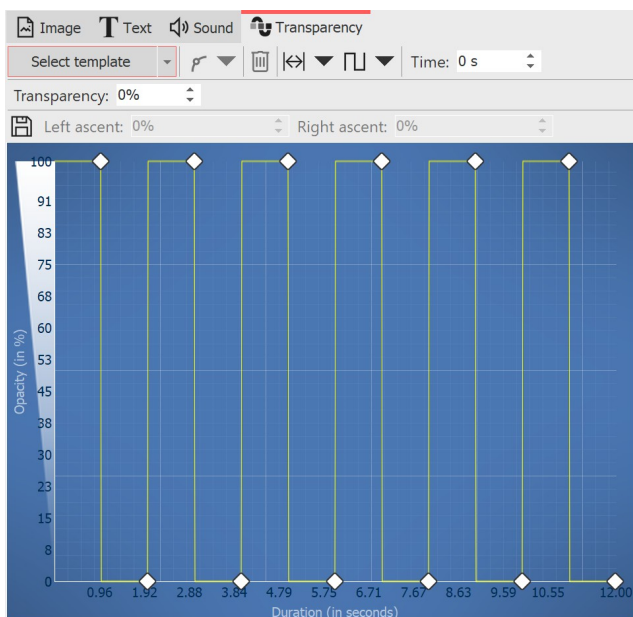 Image Text Sound Transparency
Select template Time: 0 s
Transparency: 0%
Left ascent: 0% Right ascent: 0%
100
91
83
75
68
60
53
45
38
30
23
15
8
0
Opacity (in %)
0.96 1.92 2.88 3.84 4.79 5.75 6.71 7.67 8.63 9.59 10.55 12.00
Duration (in seconds)